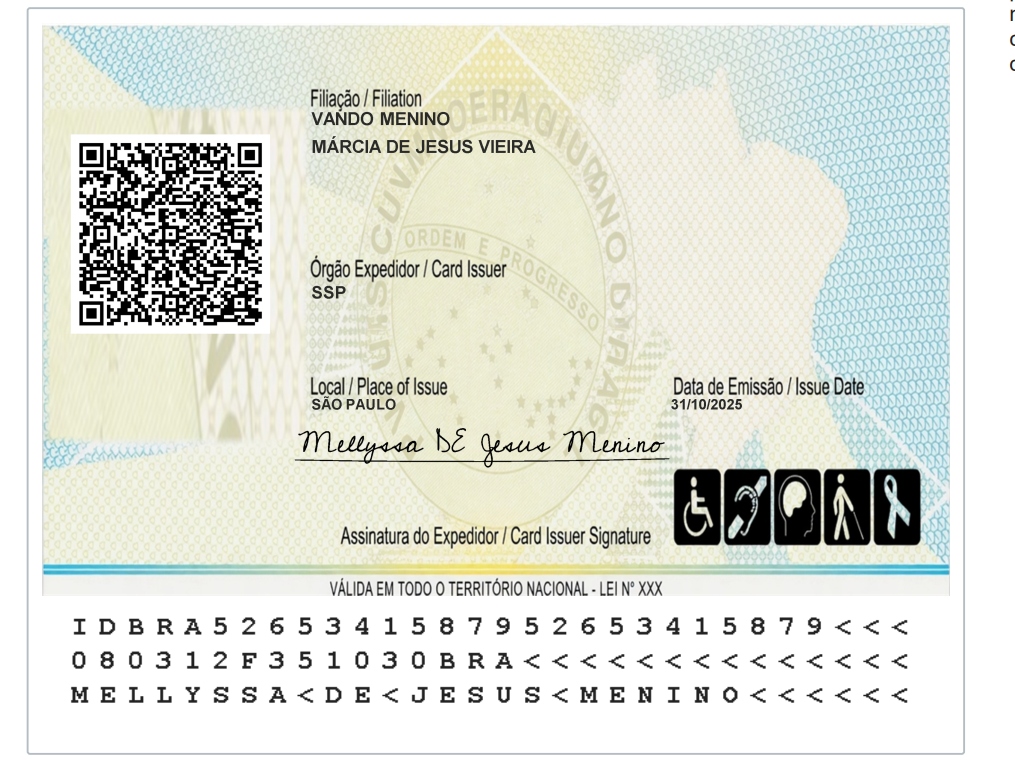 Filiação / Filiation
VANDO MENINO
MÁRCIA DE JESUS VIEIRA
ORDEM E PROGRESSO
Órgão Expedidor / Card Issuer
SSP
Local / Place of Issue
SÃO PAULO
Data de Emissão / Issue Date
31/10/2025
Mellyssa DE Jesus Menino
Assinatura do Expedidor / Card Issuer Signature
VÁLIDA EM TODO O TERRITÓRIO NACIONAL - LEI Nº XXX
IDBRA5265341587952653415879<<<
080312F351030BRA<<<<<<<<<<<<<<
MELLYSSA<DE<JESUS<MENINO<<<<<<